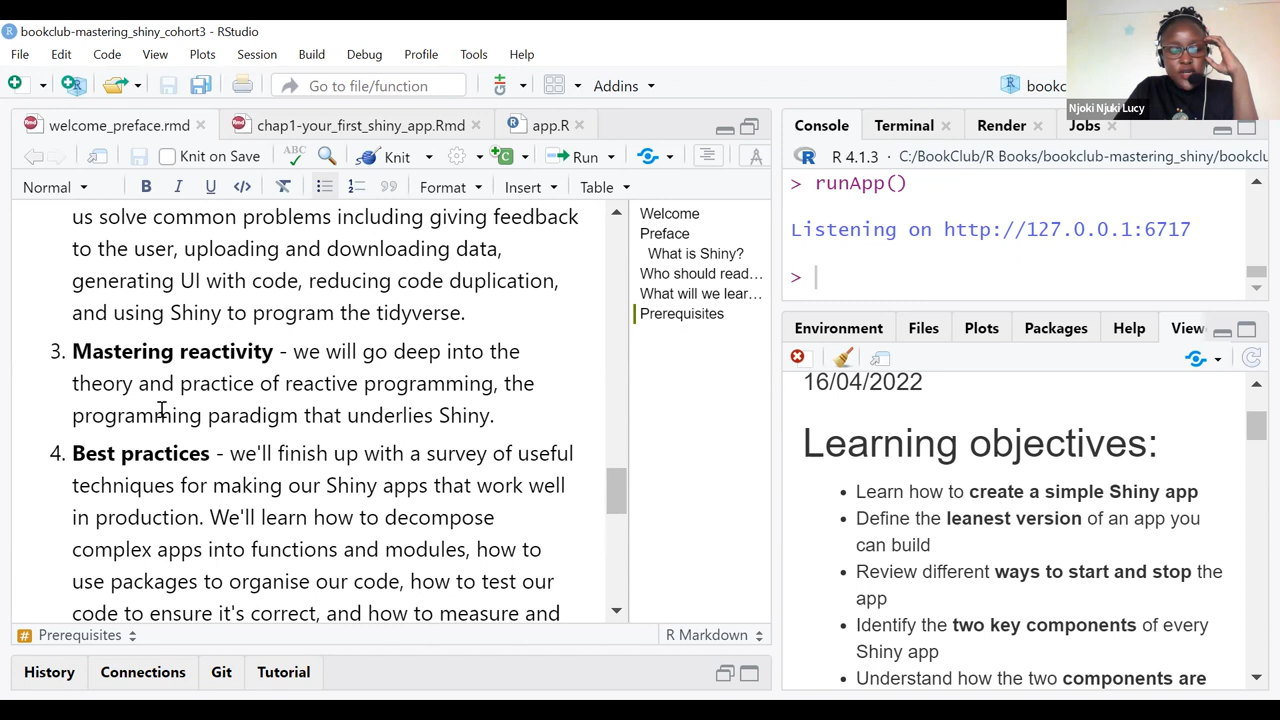 bookclub-mastering_shiny_cohort3 - RStudio
File Edit Code View Plots Session Build Debug Profile Tools Help
Go to file/function Addins
Njoki Njuki Lucy
welcome_preface.rmd chap1-your_first_shiny_app.Rmd app.R
Knit on Save ABC Knit Run
Normal B I U Format Insert Table
us solve common problems including giving feedback
to the user, uploading and downloading data,
generating UI with code, reducing code duplication,
and using Shiny to program the tidyverse.
3. Mastering reactivity - we will go deep into the
theory and practice of reactive programming, the
programming paradigm that underlies Shiny.
4. Best practices - we'll finish up with a survey of useful
techniques for making our Shiny apps that work well
in production. We'll learn how to decompose
complex apps into functions and modules, how to
use packages to organise our code, how to test our
code to ensure it's correct, and how to measure and
Welcome
Preface
What is Shiny?
Who should read...
What will we lear...
Prerequisites
Prerequisites R Markdown
History Connections Git Tutorial
Console Terminal Render Jobs
R 4.1.3 · C:/BookClub/R Books/bookclub-mastering_shiny/bookclu
> runApp()
Listening on http://127.0.0.1:6717
>
Environment Files Plots Packages Help View
16/04/2022
Learning objectives:
• Learn how to create a simple Shiny app
• Define the leanest version of an app you
can build
• Review different ways to start and stop the
app
• Identify the two key components of every
Shiny app
• Understand how the two components are